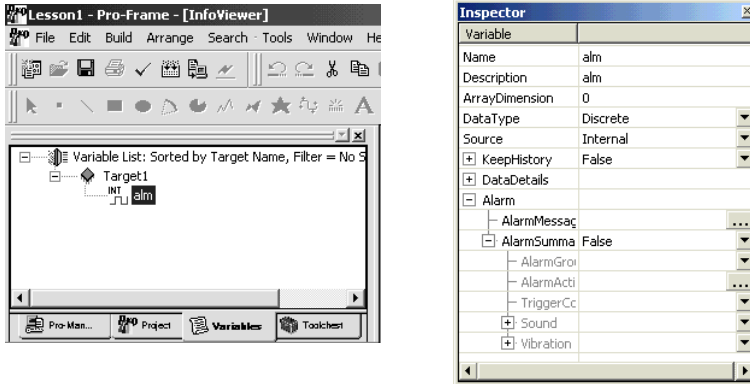 Lesson1 - Pro-Frame - [InfoViewer]
File Edit Build Arrange Search Tools Window He
A
Variable List: Sorted by Target Name, Filter = No S
Target1
INT
alm
Pro-Man... Project Variables Toolchest
Inspector
Variable
Name alm
Description alm
ArrayDimension 0
DataType Discrete
Source Internal
KeepHistory False
DataDetails
Alarm
AlarmMessag ...
AlarmSumma False
AlarmGrou
AlarmActi ...
TriggerCc
Sound
Vibration